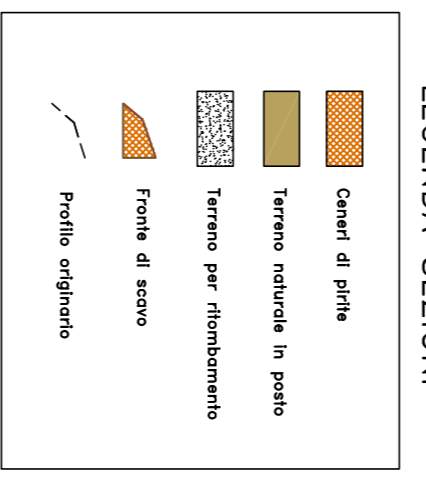 LEGENDA SEZIONI
Ceneri di pirite
Terreno naturale in posto
Terreno per ritombamento
Fronte di scavo
Profilo originario